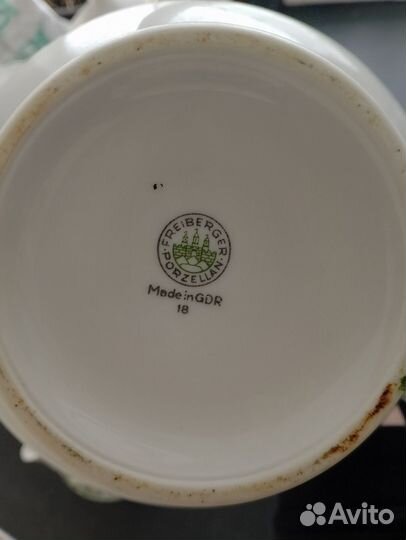 FREIBERGER
PORZELLAN
Made in GDR
18
Avito